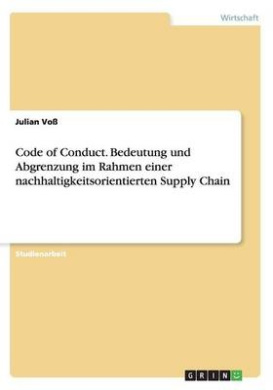 Wirtschaft
Julian Voß
Code of Conduct. Bedeutung und
Abgrenzung im Rahmen einer
nachhaltigkeitsorientierten Supply Chain
Studienarbeit
GRIN